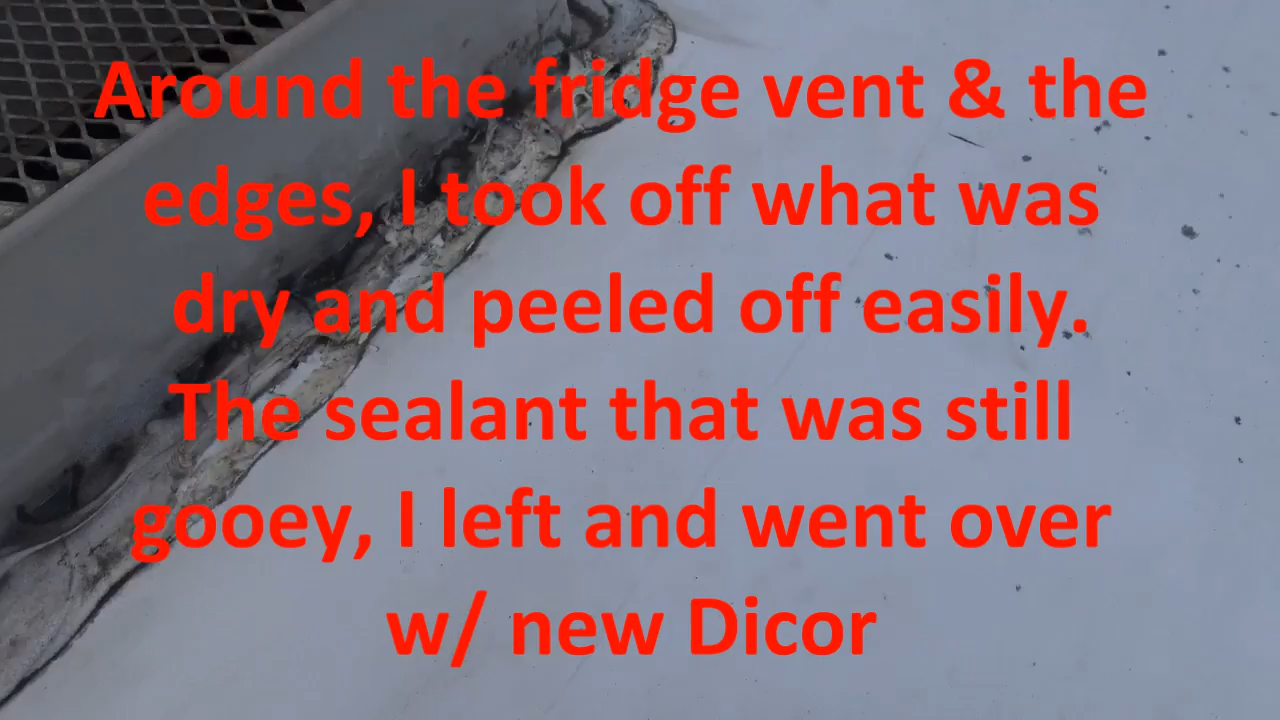 Around the fridge vent & the
edges, I took off what was
dry and peeled off easily.
The sealant that was still
gooey, I left and went over
w/ new Dicor